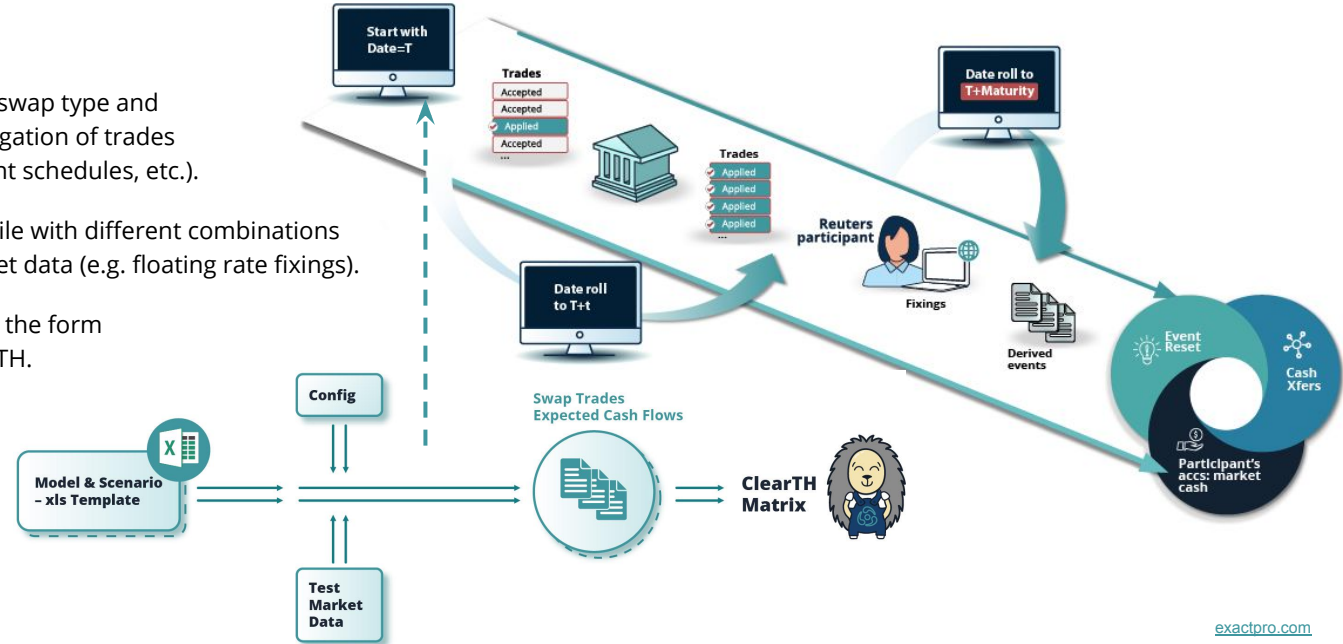 swap type and
gation of trades
nt schedules, etc.).
ile with different combinations
et data (e.g. floating rate fixings).
the form
TH.
Start with
Date=T
Trades
Accepted
Accepted
Applied
Accepted
...
Date roll
to T+t
Trades
Applied
Applied
Applied
Applied
...
Reuters
participant
Fixings
Date roll to
T+Maturity
Derived
events
Event
Reset
Cash
Xfers
Participant's
accs: market
cash
Config
X
Model & Scenario
– xls Template
Test
Market
Data
Swap Trades
Expected Cash Flows
ClearTH
Matrix
exactpro.com